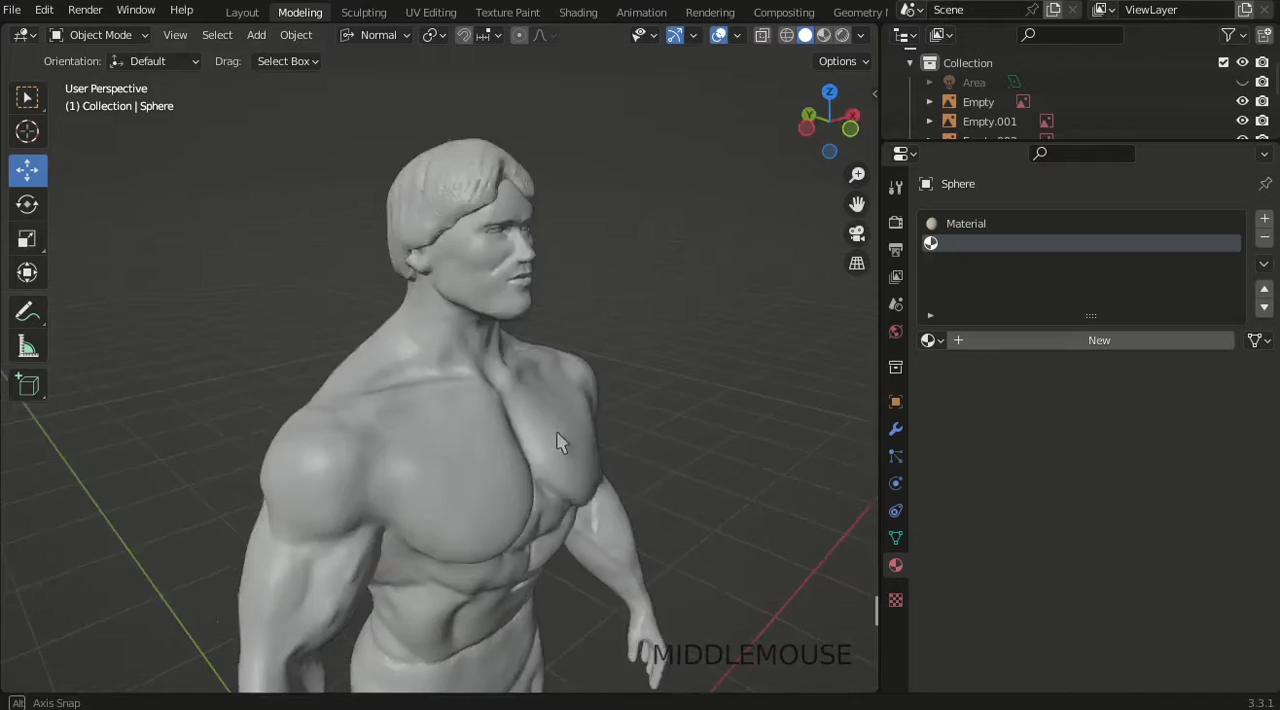 File Edit Render Window Help Layout Modeling Sculpting UV Editing Texture Paint Shading Animation Rendering Compositing Geometry N Scene ViewLayer
Object Mode View Select Add Object Normal
Orientation: Default Drag: Select Box Options
User Perspective
(1) Collection | Sphere
Z
Y
X
MIDDLEMOUSE
Collection
Area
Empty
Empty.001
Sphere
Material
New
Alt Axis Snap 3.3.1